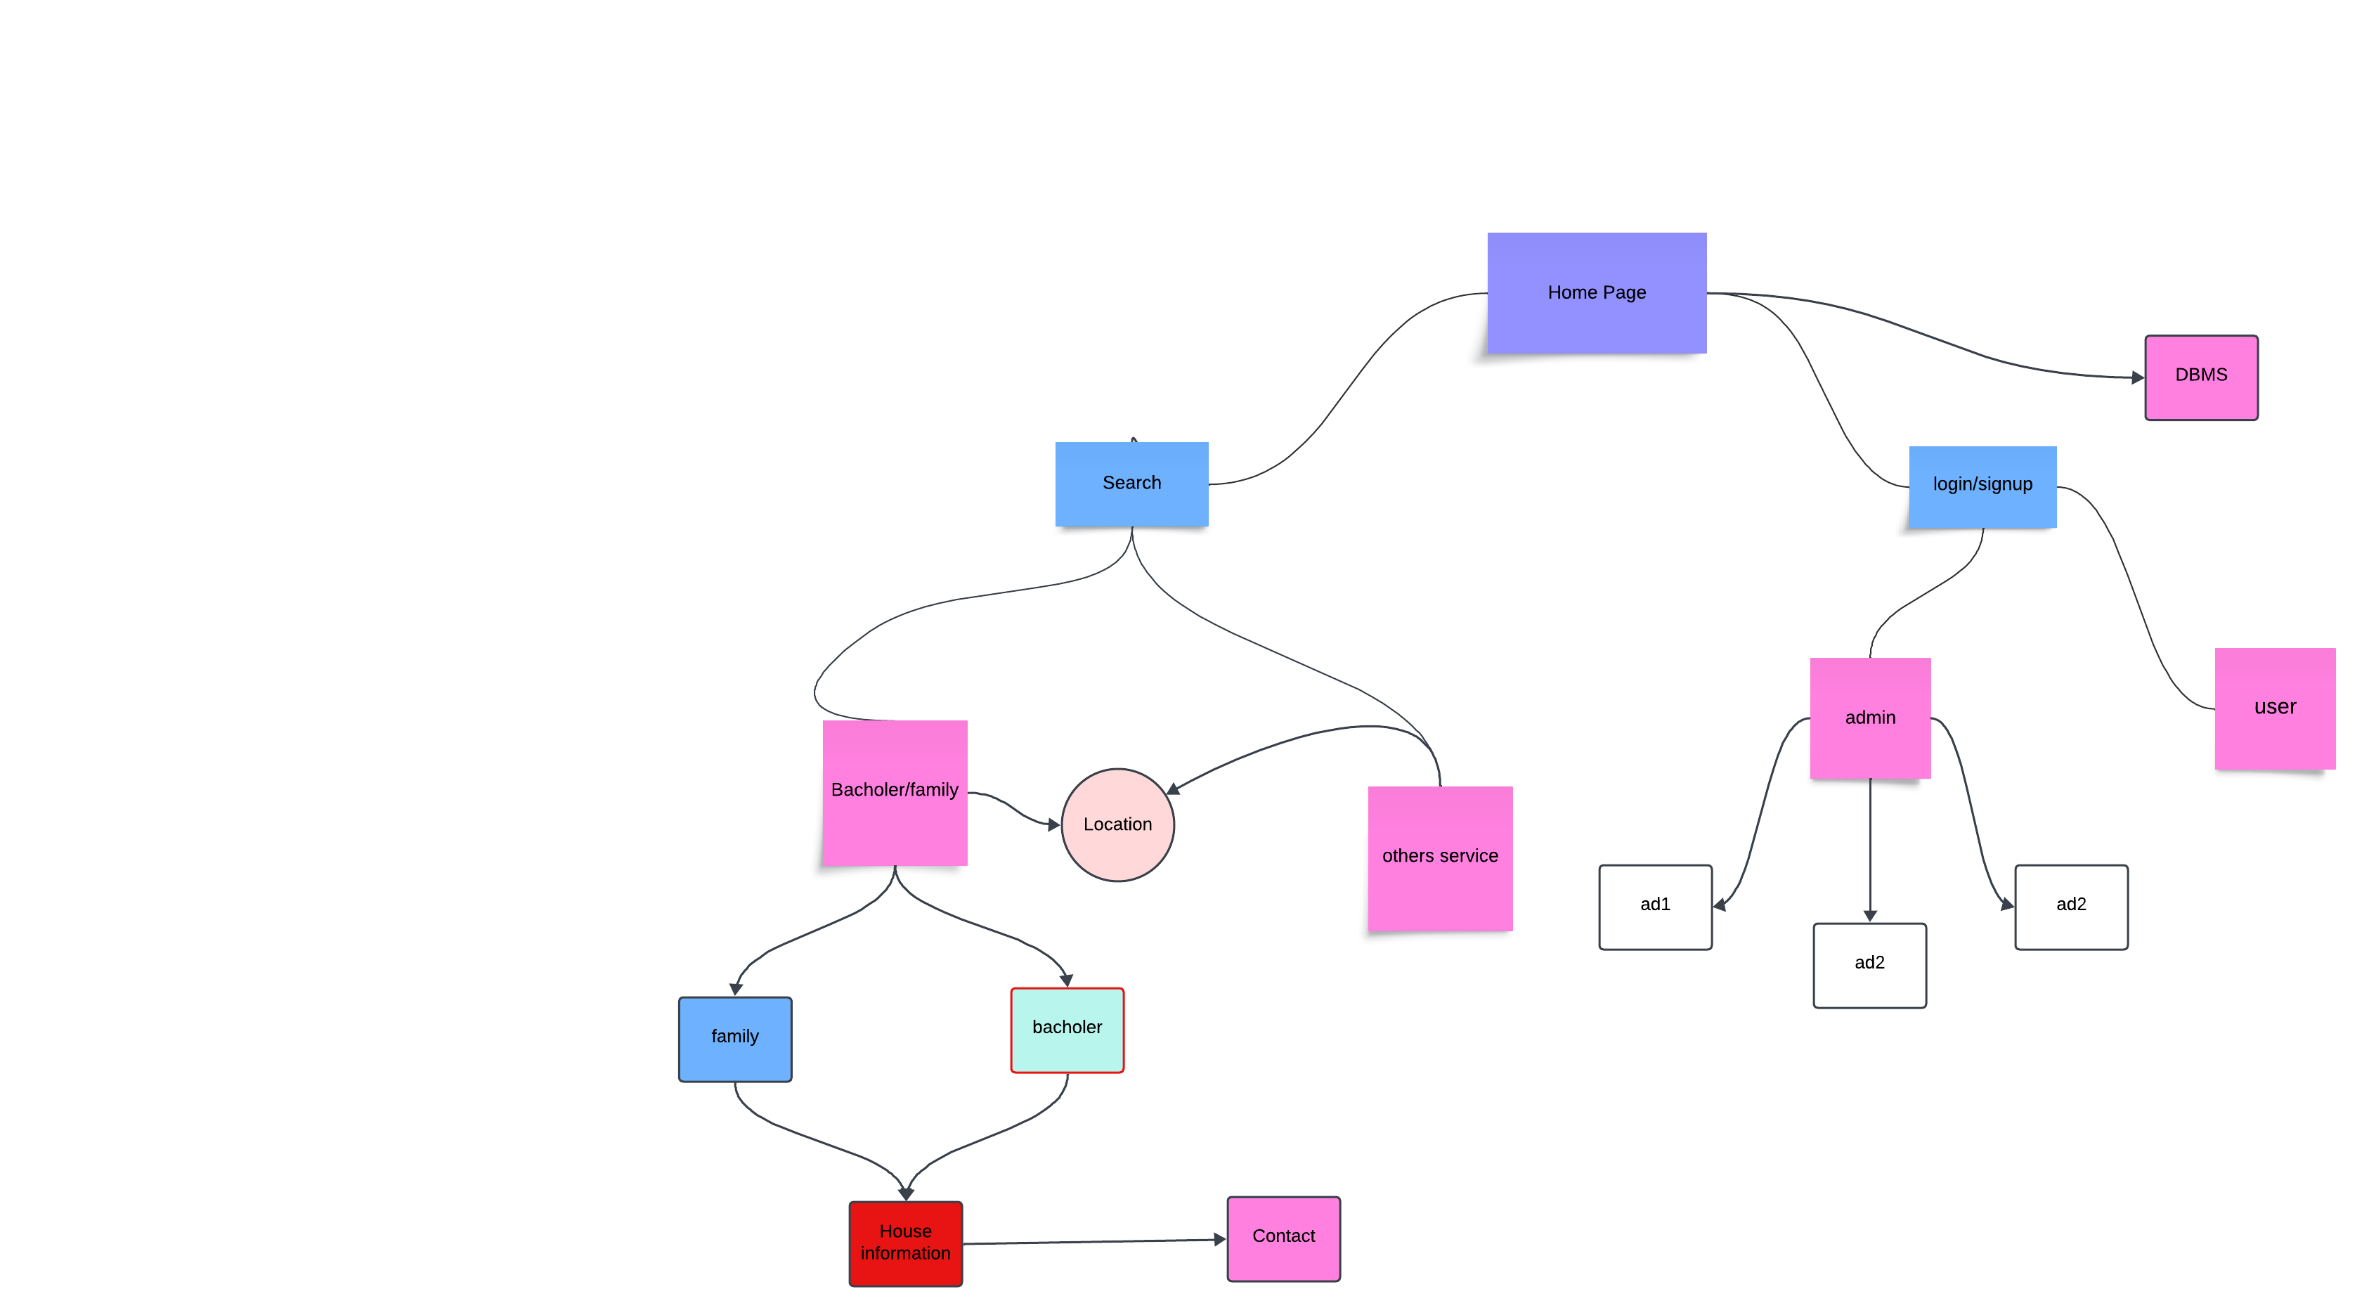 Home Page
DBMS
Search
login/signup
user
admin
Bacholer/family
Location
others service
ad1
ad2
ad2
family
bacholer
House
information
Contact